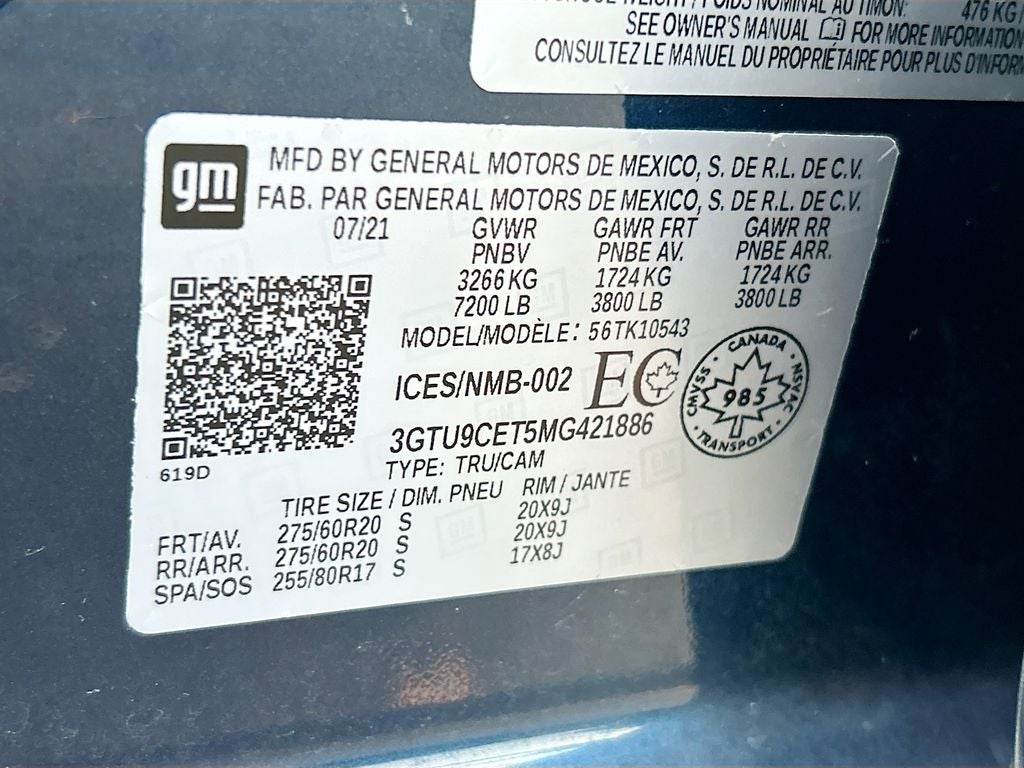 476 KG
SEE OWNER'S MANUAL FOR MORE INFORMATION
CONSULTEZ LE MANUEL DU PROPRIÉTAIRE POUR PLUS D'INFOR
gm
MFD BY GENERAL MOTORS DE MEXICO, S. DE R.L. DE C.V.
FAB. PAR GENERAL MOTORS DE MEXICO, S. DE R.L. DE C.V.
07/21 GVWR GAWR FRT GAWR RR
PNBV PNBE AV. PNBE ARR.
3266 KG 1724 KG 1724 KG
7200 LB 3800 LB 3800 LB
MODEL/MODÈLE: 56TK10543
ICES/NMB-002 EC
CANADA
CMVSS 985 NSVAC
TRANSPORT
3GTU9CET5MG421886
619D
TYPE: TRU/CAM
TIRE SIZE / DIM. PNEU RIM / JANTE
FRT/AV. 275/60R20 S 20X9J
RR/ARR. 275/60R20 S 20X9J
SPA/SOS 255/80R17 S 17X8J